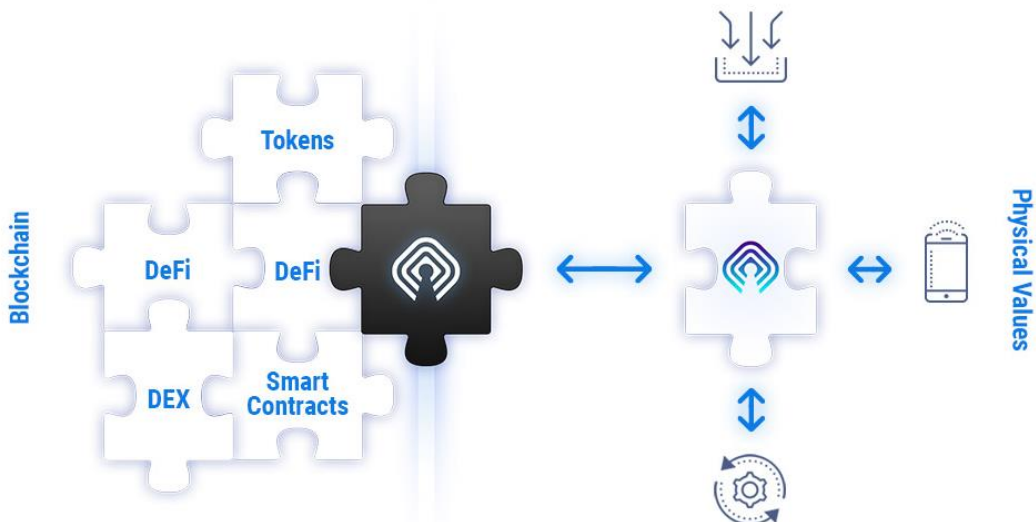 Blockchain
Tokens
DeFi
DeFi
DEX
Smart
Contracts
Physical Values